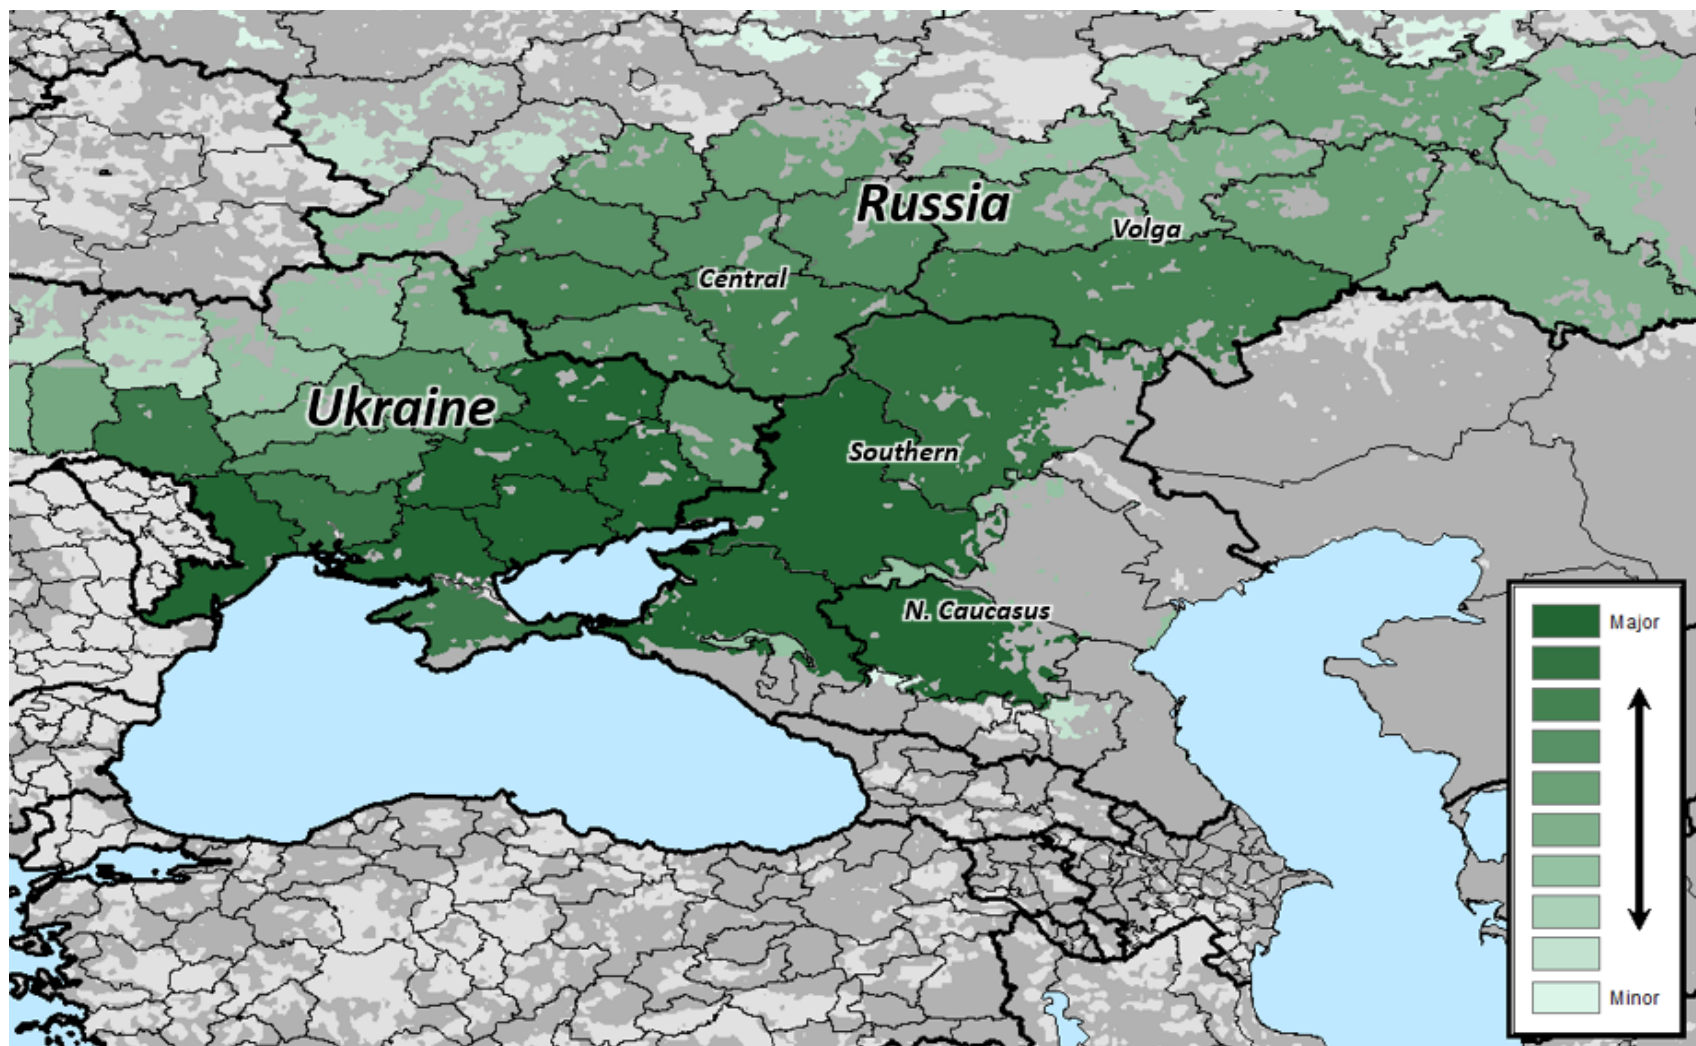 Russia
Volga
Central
Ukraine
Southern
N. Caucasus
Major
Minor